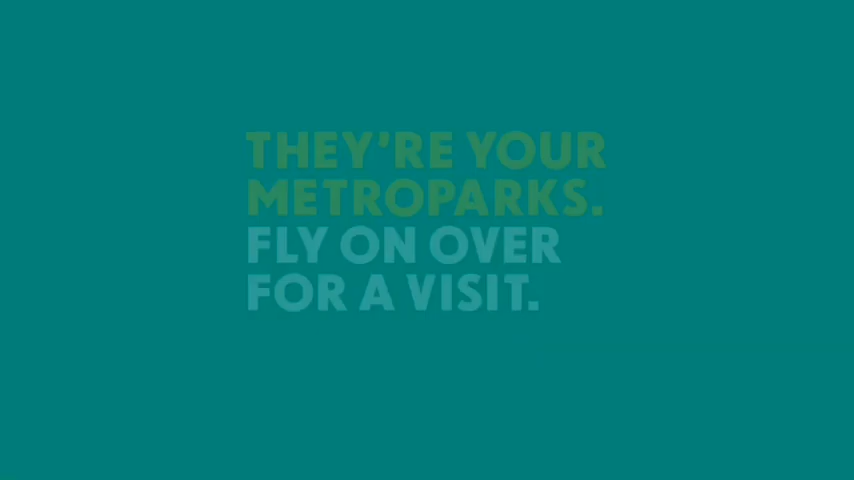 THEY'RE YOUR
METROPARKS.
FLY ON OVER
FOR A VISIT.